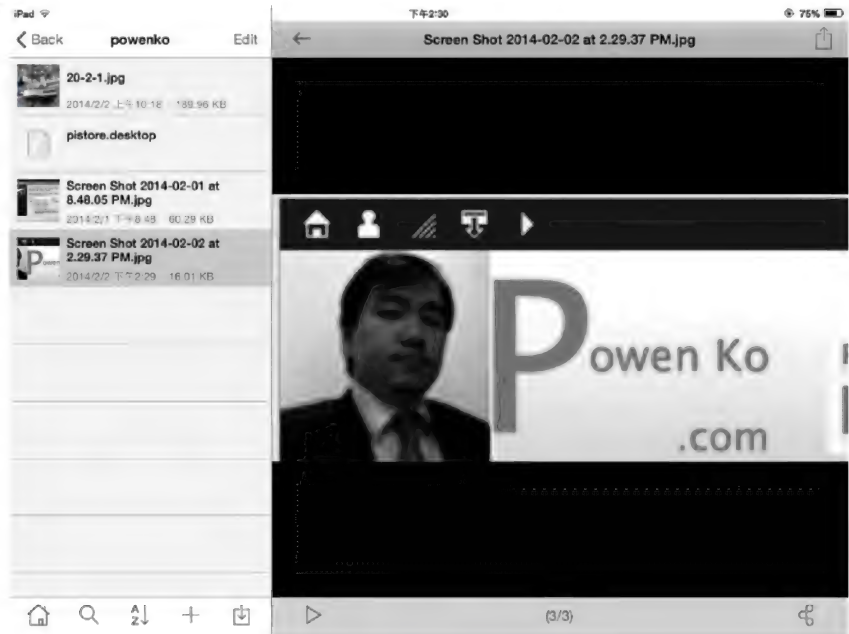 iPad
下午2:30
75%
Back
powenko
Edit
Screen Shot 2014-02-02 at 2.29.37 PM.jpg
20-2-1.jpg
2014/2/2 上午10:18 189.96 KB
pistore.desktop
Screen Shot 2014-02-01 at
8.48.05 PM.jpg
2014/2/1 下午8:48 60.29 KB
Screen Shot 2014-02-02 at
2.29.37 PM.jpg
2014/2/2 下午2:29 16.01 KB
Powen Ko
.com
(3/3)